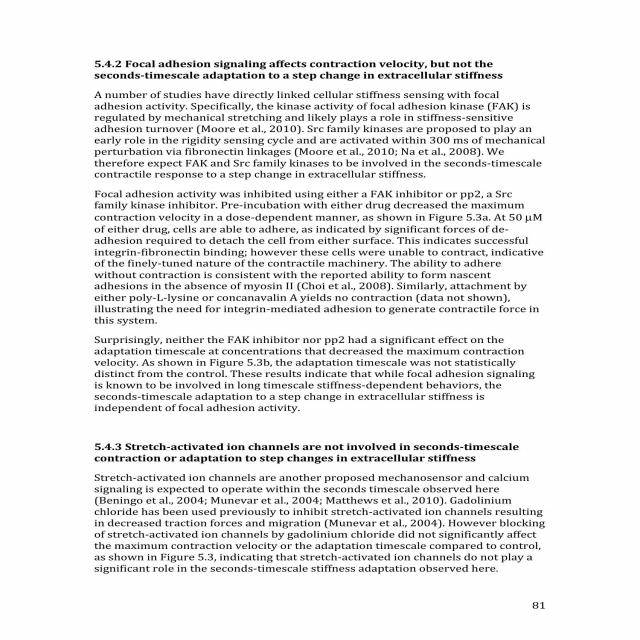 5.4.2 Focal adhesion signaling affects contraction velocity, but not the
seconds-timescale adaptation to a step change in extracellular stiffness
A number of studies have directly linked cellular stiffness sensing with focal
adhesion activity. Specifically, the kinase activity of focal adhesion kinase (FAK) is
regulated by mechanical stretching and likely plays a role in stiffness-sensitive
adhesion turnover (Moore et al., 2010). Src family kinases are proposed to play an
early role in the rigidity sensing cycle and are activated within 300 ms of mechanical
perturbation via fibronectin linkages (Moore et al., 2010; Na et al., 2008). We
therefore expect FAK and Src family kinases to be involved in the seconds-timescale
contractile response to a step change in extracellular stiffness.
Focal adhesion activity was inhibited using either a FAK inhibitor or pp2, a Src
family kinase inhibitor. Pre-incubation with either drug decreased the maximum
contraction velocity in a dose-dependent manner, as shown in Figure 5.3a. At 50 μM
of either drug, cells are able to adhere, as indicated by significant forces of de-
adhesion required to detach the cell from either surface. This indicates successful
integrin-fibronectin binding; however these cells were unable to contract, indicative
of the finely-tuned nature of the contractile machinery. The ability to adhere
without contraction is consistent with the reported ability to form nascent
adhesions in the absence of myosin II (Choi et al., 2008). Similarly, attachment by
either poly-L-lysine or concanavalin A yields no contraction (data not shown),
illustrating the need for integrin-mediated adhesion to generate contractile force in
this system.
Surprisingly, neither the FAK inhibitor nor pp2 had a significant effect on the
adaptation timescale at concentrations that decreased the maximum contraction
velocity. As shown in Figure 5.3b, the adaptation timescale was not statistically
distinct from the control. These results indicate that while focal adhesion signaling
is known to be involved in long timescale stiffness-dependent behaviors, the
seconds-timescale adaptation to a step change in extracellular stiffness is
independent of focal adhesion activity.
5.4.3 Stretch-activated ion channels are not involved in seconds-timescale
contraction or adaptation to step changes in extracellular stiffness
Stretch-activated ion channels are another proposed mechanosensor and calcium
signaling is expected to operate within the seconds timescale observed here
(Beningo et al., 2004; Munevar et al., 2004; Matthews et al., 2010). Gadolinium
chloride has been used previously to inhibit stretch-activated ion channels resulting
in decreased traction forces and migration (Munevar et al., 2004). However blocking
of stretch-activated ion channels by gadolinium chloride did not significantly affect
the maximum contraction velocity or the adaptation timescale compared to control,
as shown in Figure 5.3, indicating that stretch-activated ion channels do not play a
significant role in the seconds-timescale stiffness adaptation observed here.
81